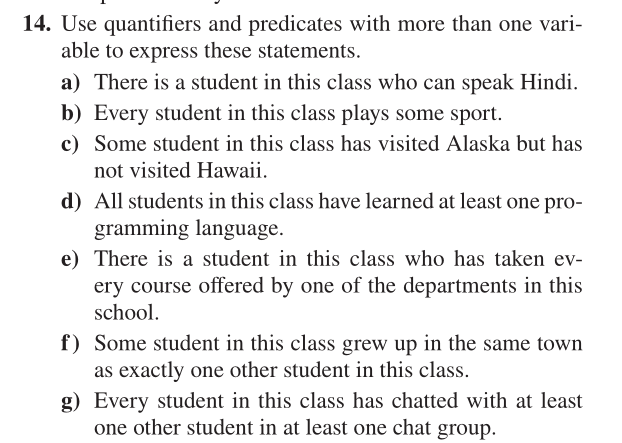 14. Use quantifiers and predicates with more than one vari-
able to express these statements.
a) There is a student in this class who can speak Hindi.
b) Every student in this class plays some sport.
c) Some student in this class has visited Alaska but has
not visited Hawaii.
d) All students in this class have learned at least one pro-
gramming language.
e) There is a student in this class who has taken ev-
ery course offered by one of the departments in this
school.
f) Some student in this class grew up in the same town
as exactly one other student in this class.
g) Every student in this class has chatted with at least
one other student in at least one chat group.